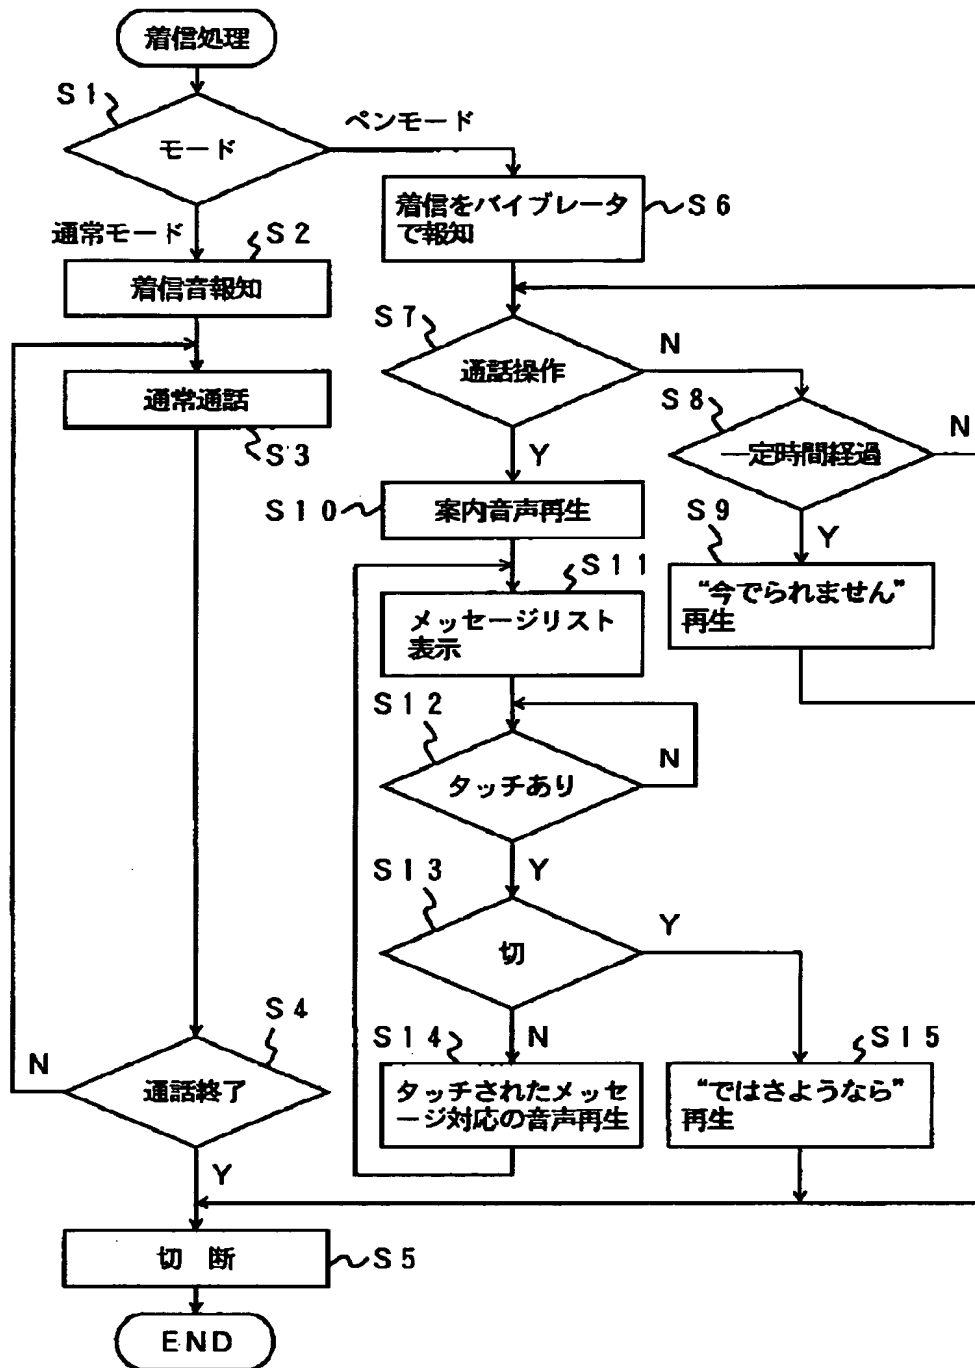 着信処理
S1
モード
ペンモード
通常モード
S2
着信音報知
通常通話
S3
S4
通話終了
N
Y
切 断
S5
END
着信をバイブレータ
で報知
S6
S7
通話操作
N
Y
S8
一定時間経過
N
Y
S9
“今でられません”
再生
S10
案内音声再生
S11
メッセージリスト
表示
S12
タッチあり
N
Y
S13
切
Y
N
S14
タッチされたメッセ
ージ対応の音声再生
S15
“ではさようなら”
再生